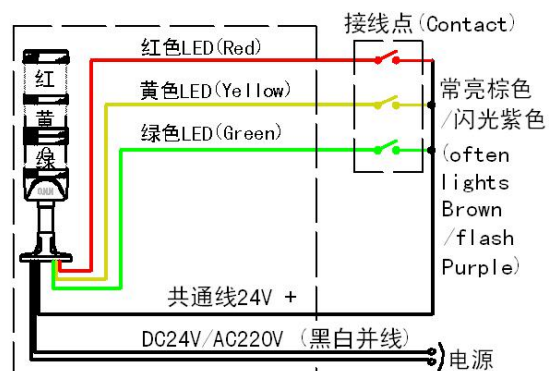 接线点(Contact)
红色LED(Red)
红
黄色LED(Yellow)
黄
绿色LED(Green)
绿
常亮棕色
/闪光紫色
(often
lights
Brown
/flash
Purple)
共通线24V +
DC24V/AC220V (黑白并线)
电源